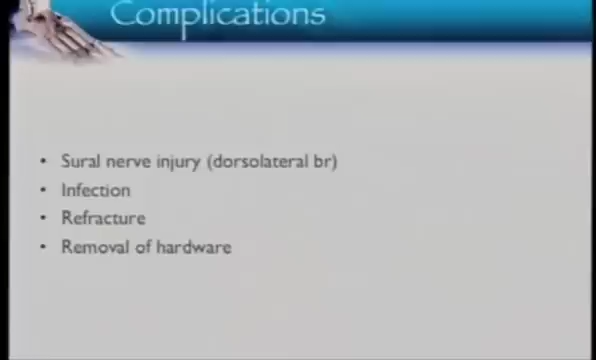 Complications
• Sural nerve injury (dorsolateral br)
• Infection
• Refracture
• Removal of hardware